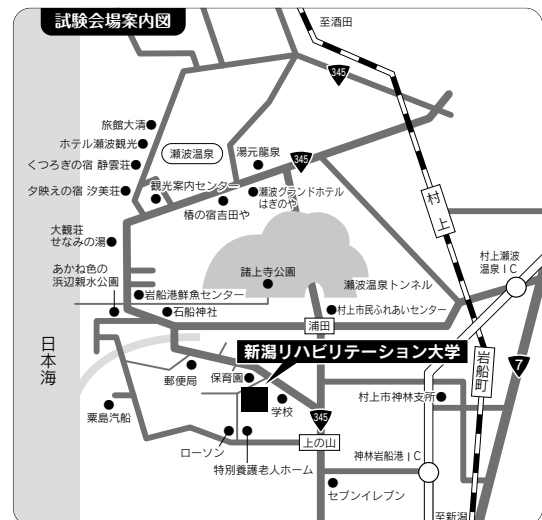 試験会場案内図
至酒田
345
旅館大清
ホテル瀬波観光
瀬波温泉
湯元龍泉
345
くつろぎの宿 静雲荘
夕映えの宿 汐美荘
観光案内センター
瀬波グランドホテル
はぎのや
椿の宿吉田や
村上
大観荘
せなみの湯
村上瀬波
温泉IC
あかね色の
浜辺親水公園
諸上寺公園
瀬波温泉トンネル
岩船港鮮魚センター
石船神社
村上市民ふれあいセンター
浦田
日本海
新潟リハビリテーション大学
岩船町
7
郵便局
保育園
学校
村上市神林支所
粟島汽船
345
ローソン
上の山
特別養護老人ホーム
神林岩船港IC
セブンイレブン
至新潟